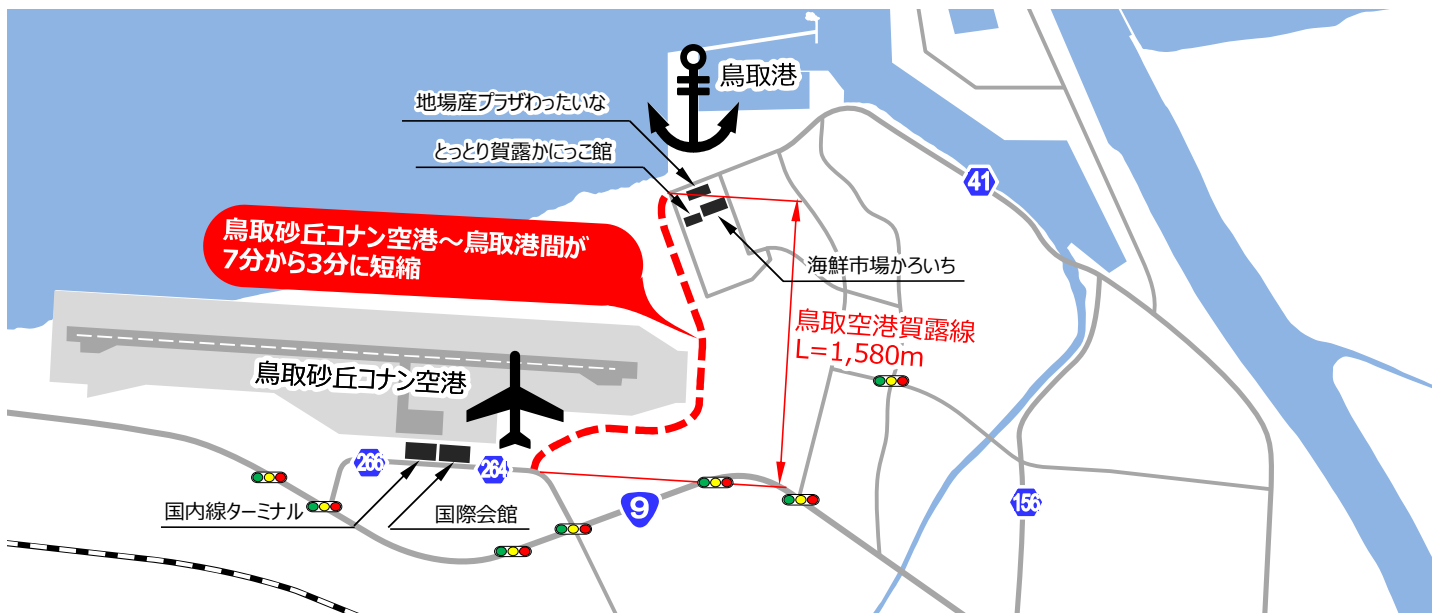 鳥取港
地場産プラザわったいな
とっとり賀露かにっこ館
41
鳥取砂丘コナン空港～鳥取港間が
7分から3分に短縮
海鮮市場かろいち
鳥取空港賀露線
L=1,580m
鳥取砂丘コナン空港
266
264
国内線ターミナル
国際会館
9
156